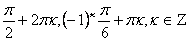 π/2 + 2πκ, (−1)^κ π/6 + πκ, κ ∈ Z